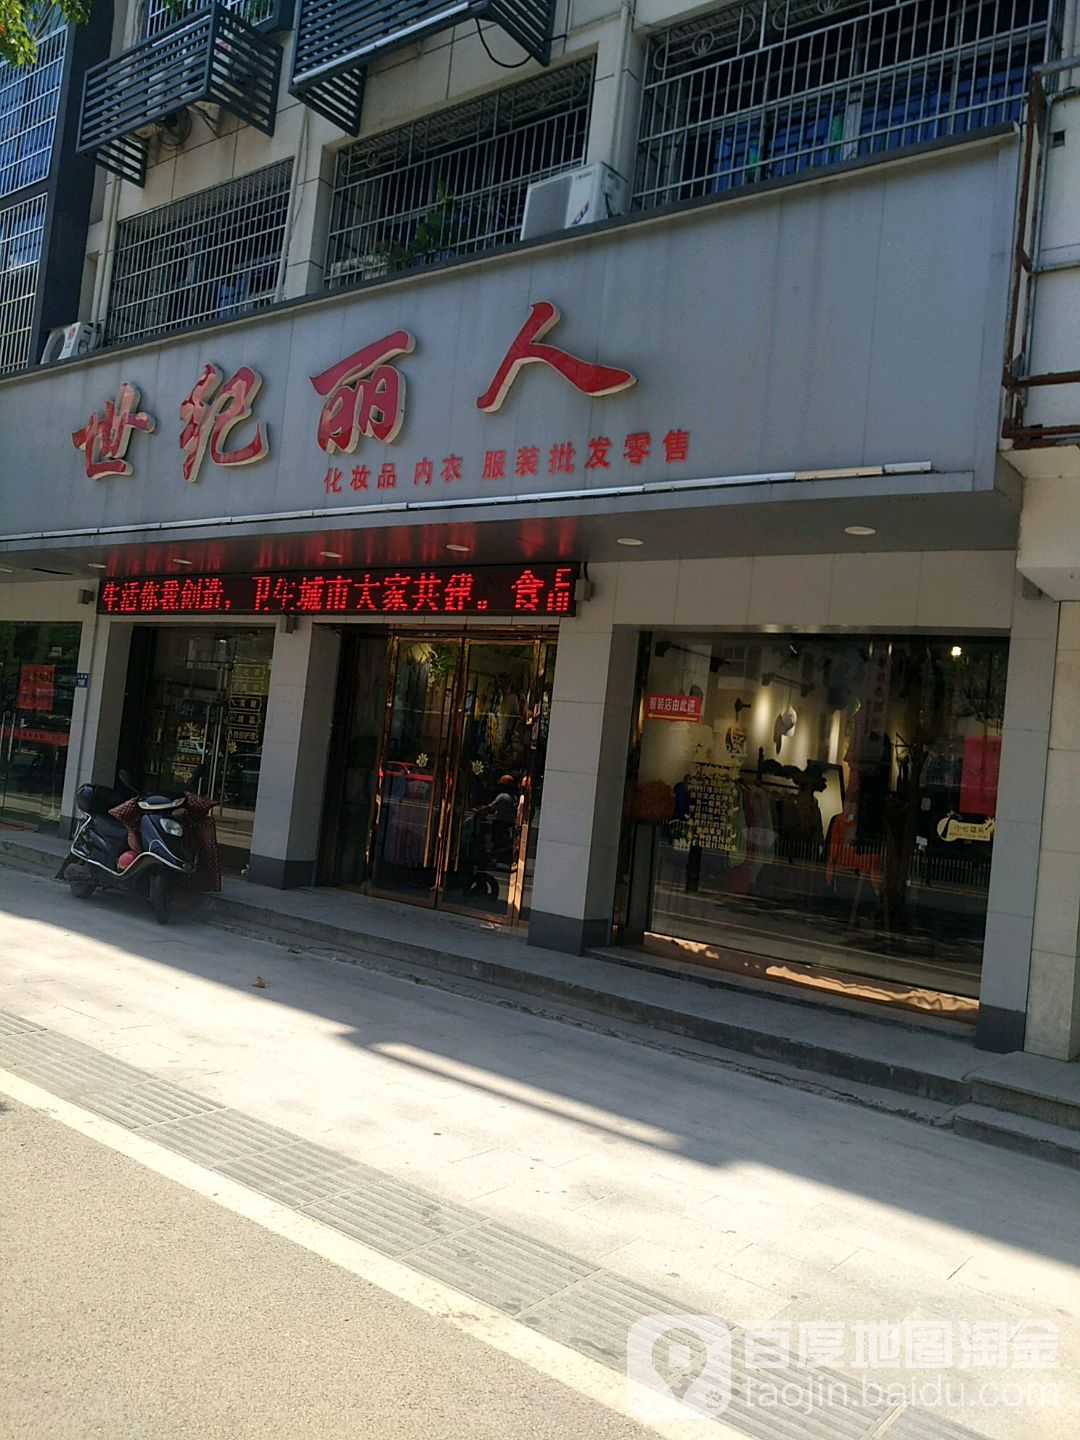 世纪丽人
化妆品 内衣 服装批发零售
生活你我创造，卫生城市大家共建。食品
服装店由此进
百度地图淘金
taojin.baidu.com